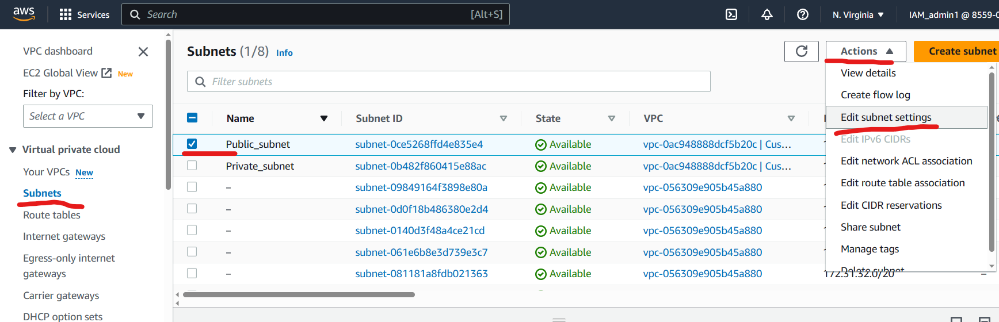 aws Services Search [Alt+S] N. Virginia IAM_admin1 @ 8559-0
VPC dashboard
EC2 Global View New
Filter by VPC:
Select a VPC
Virtual private cloud
Your VPCs New
Subnets
Route tables
Internet gateways
Egress-only internet
gateways
Carrier gateways
DHCP option sets
Subnets (1/8) Info
Actions
Create subnet
Filter subnets
Name Subnet ID State VPC
Public_subnet subnet-0ce5268ffd4e835e4 Available vpc-0ac948888dcf5b20c | Cus...
Private_subnet subnet-0b482f860415e88ac Available vpc-0ac948888dcf5b20c | Cus...
– subnet-09849164f3898e80a Available vpc-056309e905b45a880
– subnet-0d0f18b486380e2d4 Available vpc-056309e905b45a880
– subnet-0140d3f48a4ce21cd Available vpc-056309e905b45a880
– subnet-061e6b8e3d739e3c7 Available vpc-056309e905b45a880
– subnet-081181a8fdb021363 Available vpc-056309e905b45a880 172.31.32.0/20 –
View details
Create flow log
Edit subnet settings
Edit IPv6 CIDRs
Edit network ACL association
Edit route table association
Edit CIDR reservations
Share subnet
Manage tags
Delete subnet